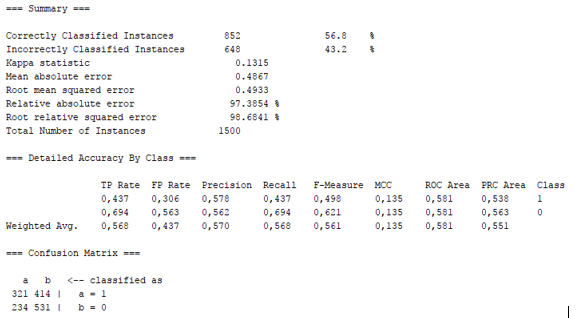 === Summary ===
Correctly Classified Instances 852 56.8 %
Incorrectly Classified Instances 648 43.2 %
Kappa statistic 0.1315
Mean absolute error 0.4867
Root mean squared error 0.4933
Relative absolute error 97.3854 %
Root relative squared error 98.6841 %
Total Number of Instances 1500
=== Detailed Accuracy By Class ===
TP Rate FP Rate Precision Recall F-Measure MCC ROC Area PRC Area Class
0,437 0,306 0,578 0,437 0,498 0,135 0,581 0,538 1
0,694 0,563 0,562 0,694 0,621 0,135 0,581 0,563 0
Weighted Avg. 0,568 0,437 0,570 0,568 0,561 0,135 0,581 0,551
=== Confusion Matrix ===
a b <-- classified as
321 414 | a = 1
234 531 | b = 0